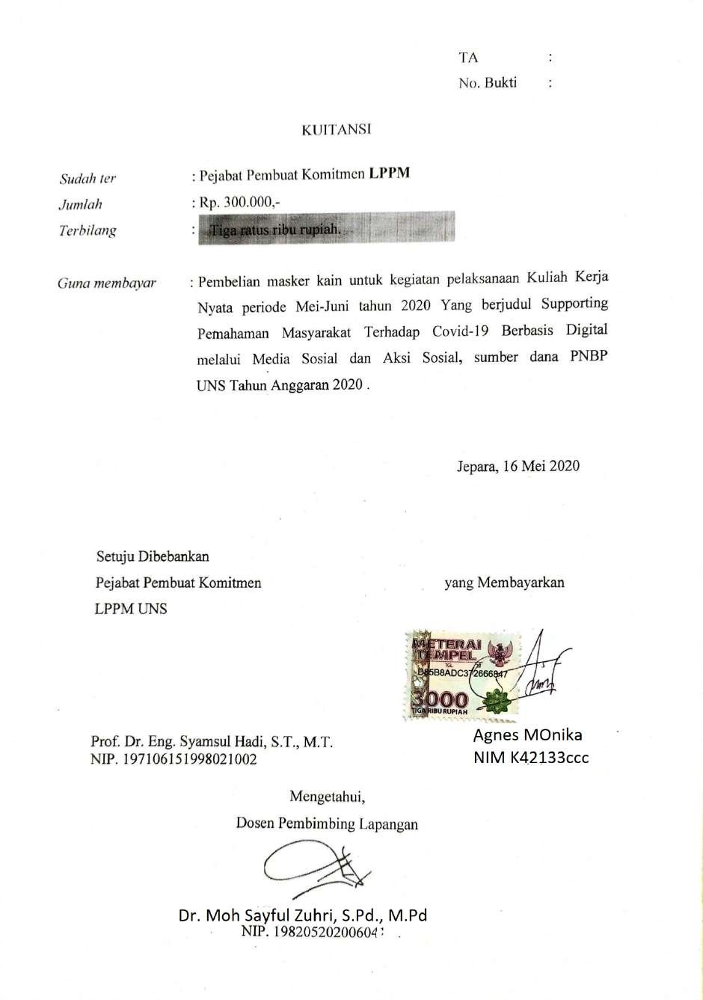 TA :
No. Bukti :
KUITANSI
Sudah ter : Pejabat Pembuat Komitmen LPPM
Jumlah : Rp. 300.000,-
Terbilang : Tiga ratus ribu rupiah.
Guna membayar : Pembelian masker kain untuk kegiatan pelaksanaan Kuliah Kerja
Nyata periode Mei-Juni tahun 2020 Yang berjudul Supporting
Pemahaman Masyarakat Terhadap Covid-19 Berbasis Digital
melalui Media Sosial dan Aksi Sosial, sumber dana PNBP
UNS Tahun Anggaran 2020 .
Jepara, 16 Mei 2020
Setuju Dibebankan
Pejabat Pembuat Komitmen
LPPM UNS
yang Membayarkan
METERAI
TEMPEL
TGL
20
D85B8ADC372666847
3000
TIGA RIBU RUPIAH
Prof. Dr. Eng. Syamsul Hadi, S.T., M.T.
NIP. 197106151998021002
Agnes MOnika
NIM K42133ccc
Mengetahui,
Dosen Pembimbing Lapangan
Dr. Moh Sayful Zuhri, S.Pd., M.Pd
NIP. 19820520200604